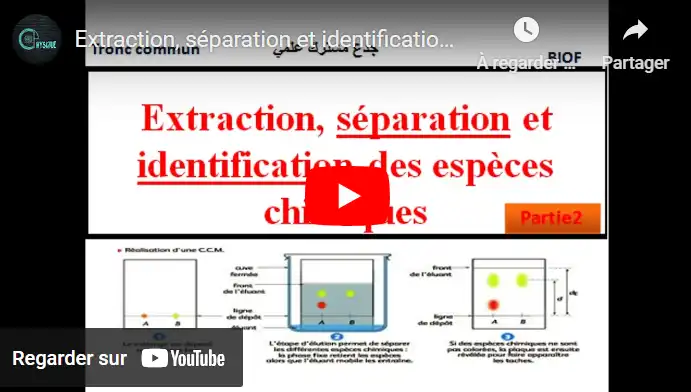 Extraction, séparation et identificatio…
À regarder ...
Partager
Tronc commun
جذع مشترك علمي
BIOF
Extraction, séparation et
identification des espèces
chimiques
Partie2
Réalisation d'une C.C.M.
cuve
fermée
front
de l'éluant
ligne
de dépôt
éluant
front
de l'éluant
ligne
de dépôt
A B
A B
A B
d
L'étape d'élution permet de séparer
les différentes espèces chimiques :
la phase fixe retient les espèces
alors que l'éluant mobile les entraîne.
3
Si des espèces chimiques ne sont
pas colorées, la plaque est ensuite
révélée pour faire apparaître
les taches.
Regarder sur YouTube